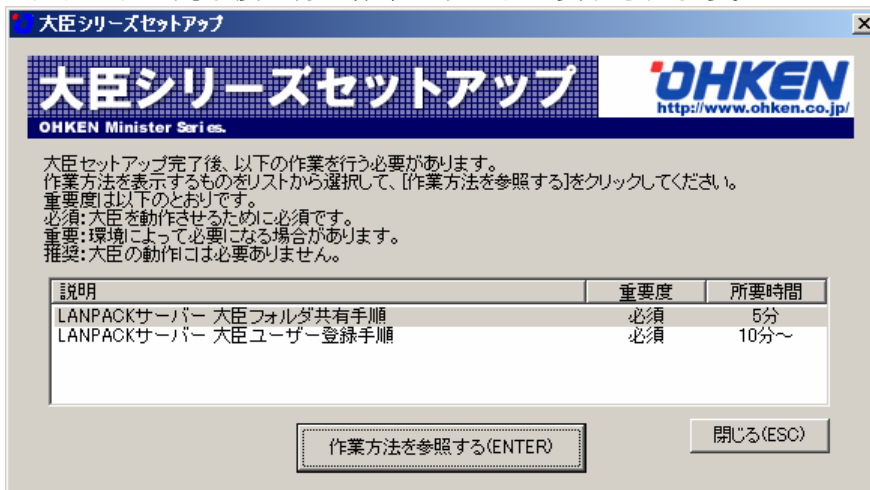 大臣シリーズセットアップ
大臣シリーズセットアップ
OHKEN
http://www.ohken.co.jp/
OHKEN Minister Series.
大臣セットアップ完了後、以下の作業を行う必要があります。
作業方法を表示するものをリストから選択して、[作業方法を参照する]をクリックしてください。
重要度は以下のとおりです。
必須:大臣を動作させるために必須です。
重要:環境によって必要になる場合があります。
推奨:大臣の動作には必要ありません。
説明 重要度 所要時間
LANPACKサーバー 大臣フォルダ共有手順 必須 5分
LANPACKサーバー 大臣ユーザー登録手順 必須 10分～
作業方法を参照する(ENTER) 閉じる(ESC)